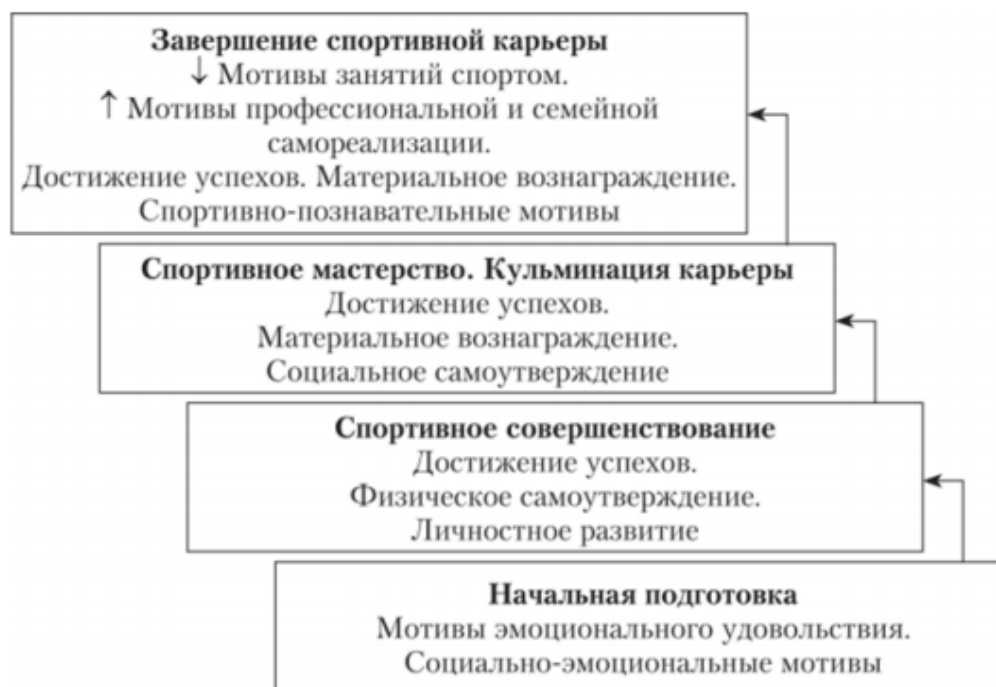 Завершение спортивной карьеры
↓ Мотивы занятий спортом.
↑ Мотивы профессиональной и семейной
самореализации.
Достижение успехов. Материальное вознаграждение.
Спортивно-познавательные мотивы
Спортивное мастерство. Кульминация карьеры
Достижение успехов.
Материальное вознаграждение.
Социальное самоутверждение
Спортивное совершенствование
Достижение успехов.
Физическое самоутверждение.
Личностное развитие
Начальная подготовка
Мотивы эмоционального удовольствия.
Социально-эмоциональные мотивы